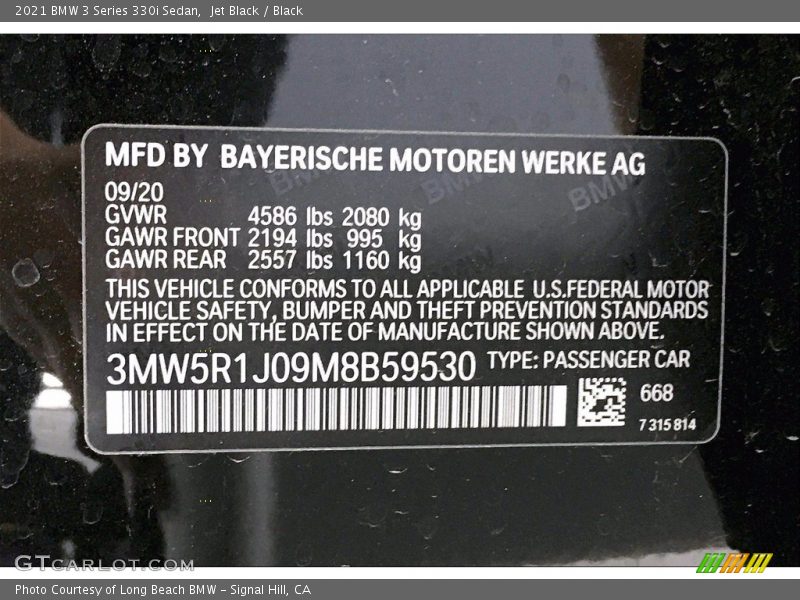 2021 BMW 3 Series 330i Sedan, Jet Black / Black
MFD BY BAYERISCHE MOTOREN WERKE AG
09/20
GVWR 4586 lbs 2080 kg
GAWR FRONT 2194 lbs 995 kg
GAWR REAR 2557 lbs 1160 kg
THIS VEHICLE CONFORMS TO ALL APPLICABLE U.S.FEDERAL MOTOR
VEHICLE SAFETY, BUMPER AND THEFT PREVENTION STANDARDS
IN EFFECT ON THE DATE OF MANUFACTURE SHOWN ABOVE.
3MW5R1J09M8B59530 TYPE: PASSENGER CAR
668
7 315 814
GTCARLOT.COM
Photo Courtesy of Long Beach BMW - Signal Hill, CA